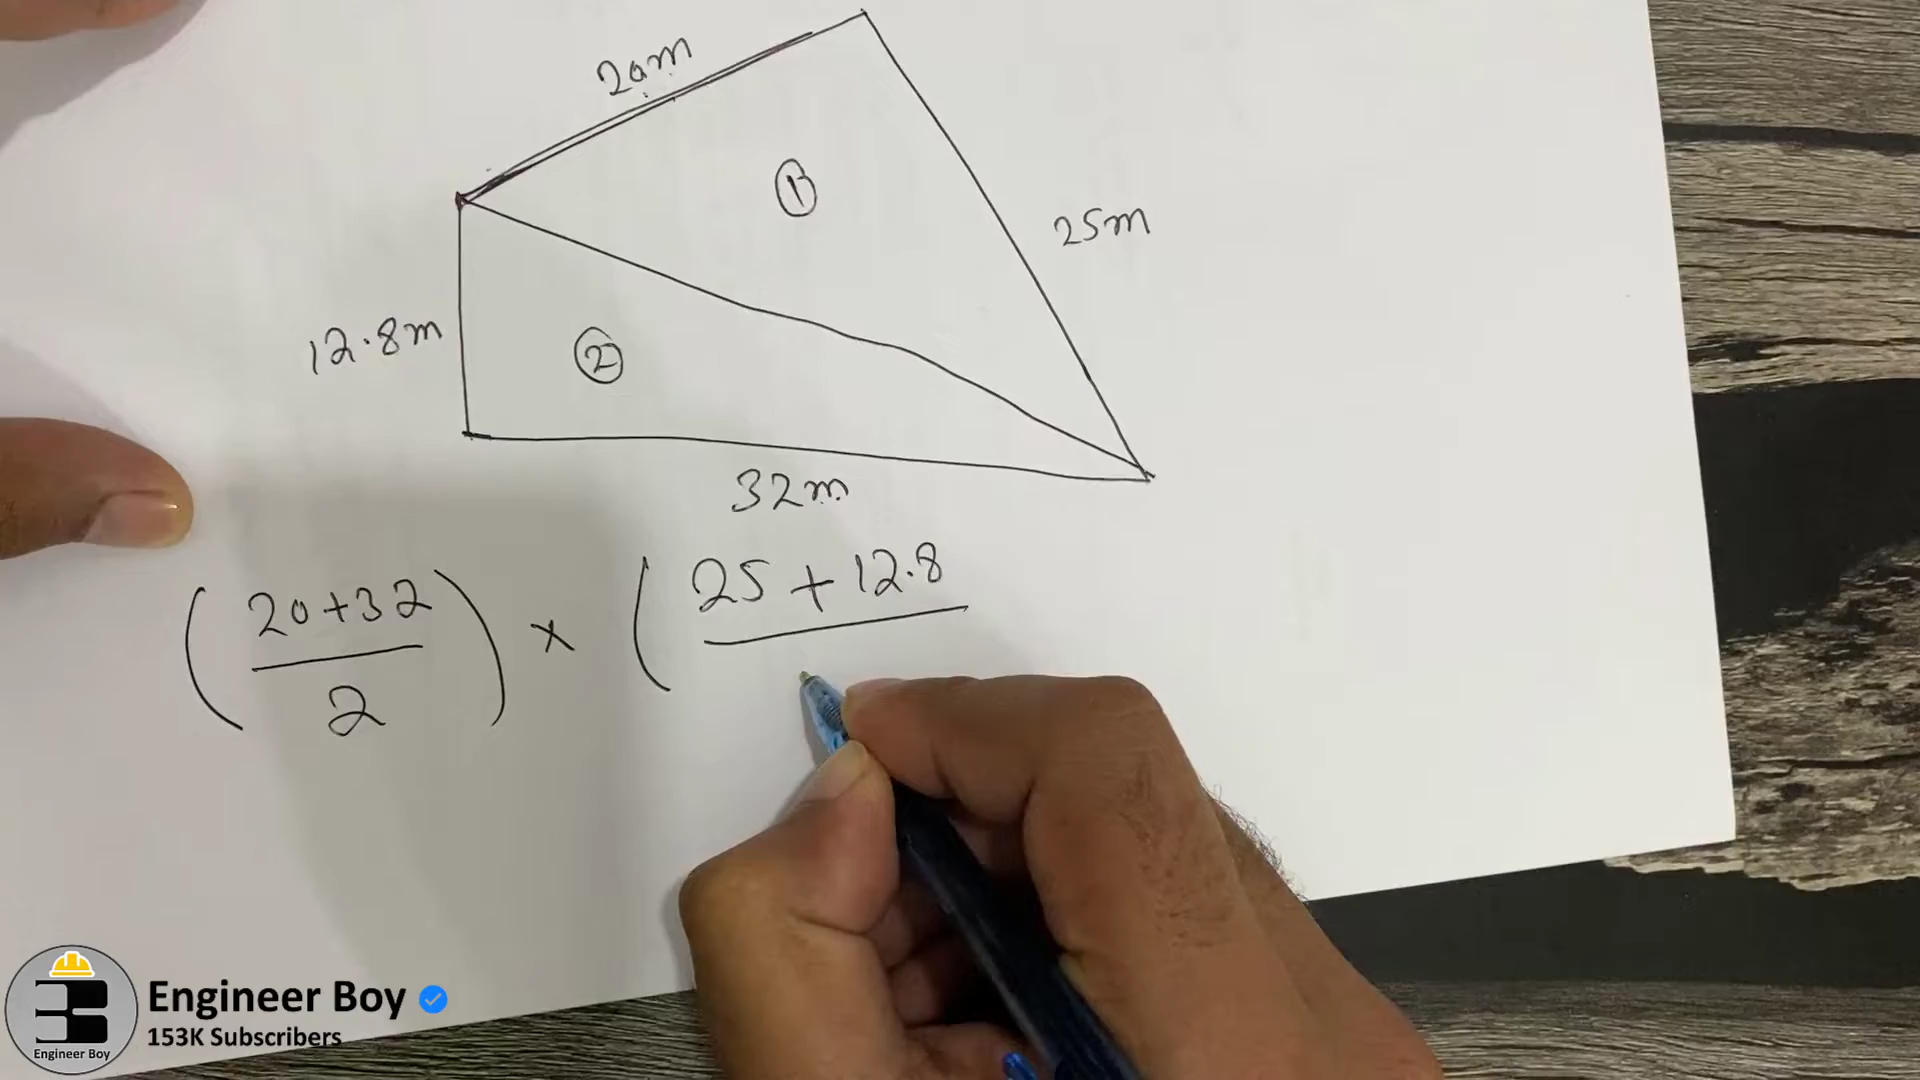 20m
①
25m
12.8m
②
32m
(20+32/2) × (25+12.8
Engineer Boy
153K Subscribers
Engineer Boy